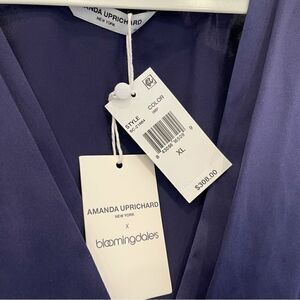 AMANDA UPRICHARD
NEW YORK
STYLE
COLOR
XL
$308.00
AMANDA UPRICHARD
NEW YORK
X
bloomingdale's